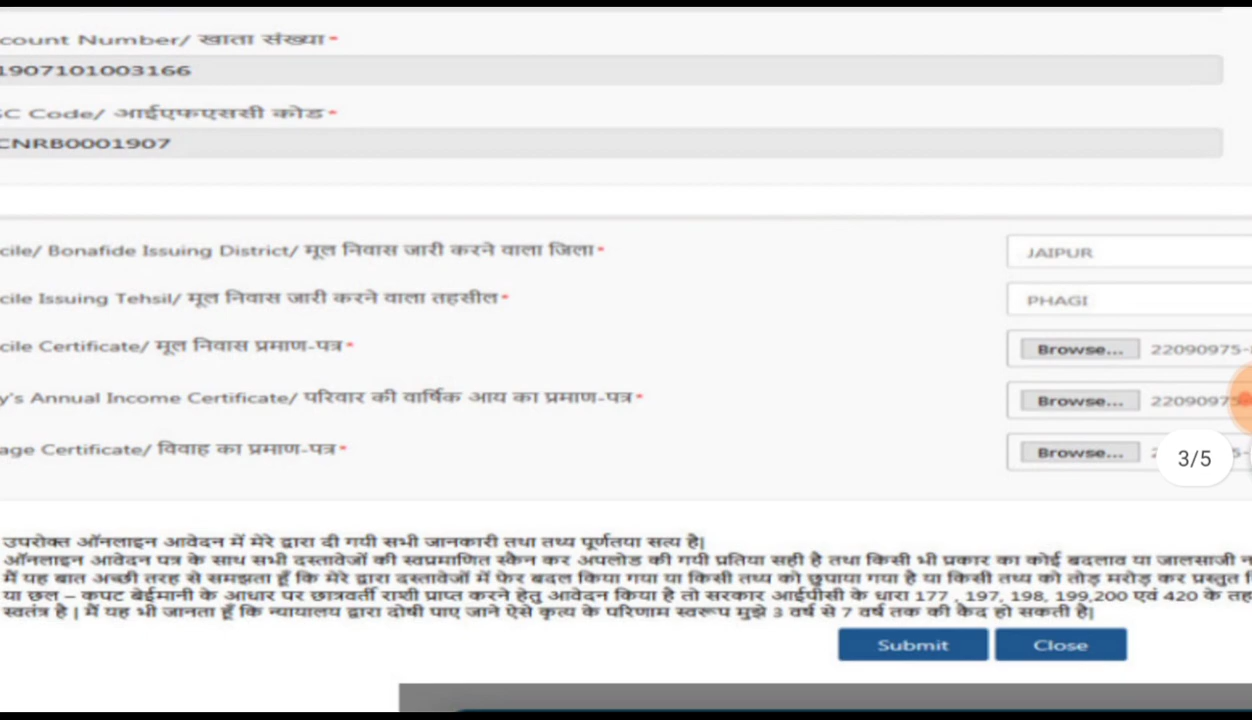 count Number/ खाता संख्या*
1907101003166
SC Code/ आईएफएससी कोड*
CNRB0001907
cile/ Bonafide Issuing District/ मूल निवास जारी करने वाला जिला*
JAIPUR
cile Issuing Tehsil/ मूल निवास जारी करने वाला तहसील*
PHAGI
cile Certificate/ मूल निवास प्रमाण-पत्र*
Browse... 22090975-
y's Annual Income Certificate/ परिवार की वार्षिक आय का प्रमाण-पत्र*
Browse... 2209097
age Certificate/ विवाह का प्रमाण-पत्र*
Browse...
3/5
उपरोक्त ऑनलाइन आवेदन में मेरे द्वारा दी गयी सभी जानकारी तथा तथ्य पूर्णतया सत्य है|
ऑनलाइन आवेदन पत्र के साथ सभी दस्तावेजों की स्वप्रमाणित स्कैन कर अपलोड की गयी प्रतिया सही है तथा किसी भी प्रकार का कोई बदलाव या जालसाजी
में यह बात अच्छी तरह से समझता हूँ कि मेरे द्वारा दस्तावेजों में फेर बदल किया गया या किसी तथ्य को छुपाया गया है या किसी तथ्य को तोड़ मरोड़ कर प्रस्तुत
या छल – कपट बेईमानी के आधार पर छात्रवर्ती राशी प्राप्त करने हेतु आवेदन किया है तो सरकार आईपीसी के धारा 177 , 197, 198, 199,200 एवं 420 के तह
स्वतंत्र है | मैं यह भी जानता हूँ कि न्यायालय द्वारा दोषी पाए जाने ऐसे कृत्य के परिणाम स्वरूप मुझे 3 वर्ष से 7 वर्ष तक की कैद हो सकती है|
Submit
Close